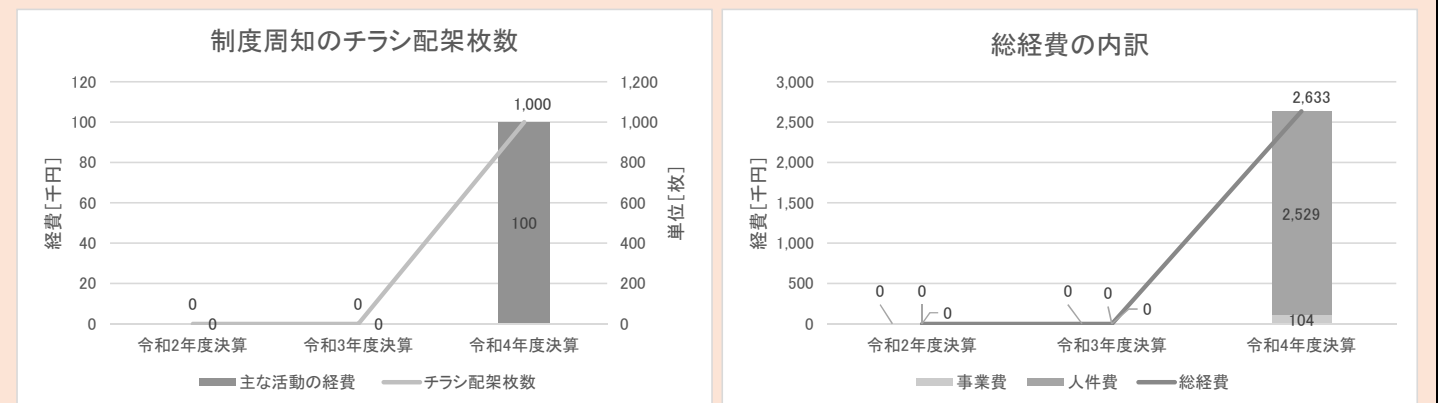 制度周知のチラシ配架枚数
120
100
80
60
40
20
0
経費[千円]
1,200
1,000
800
600
400
200
0
単位[枚]
0
0
0
0
1,000
100
令和2年度決算
令和3年度決算
令和4年度決算
主な活動の経費
チラシ配架枚数
総経費の内訳
3,000
2,500
2,000
1,500
1,000
500
0
経費[千円]
0
0
0
0
0
0
2,633
2,529
104
令和2年度決算
令和3年度決算
令和4年度決算
事業費
人件費
総経費